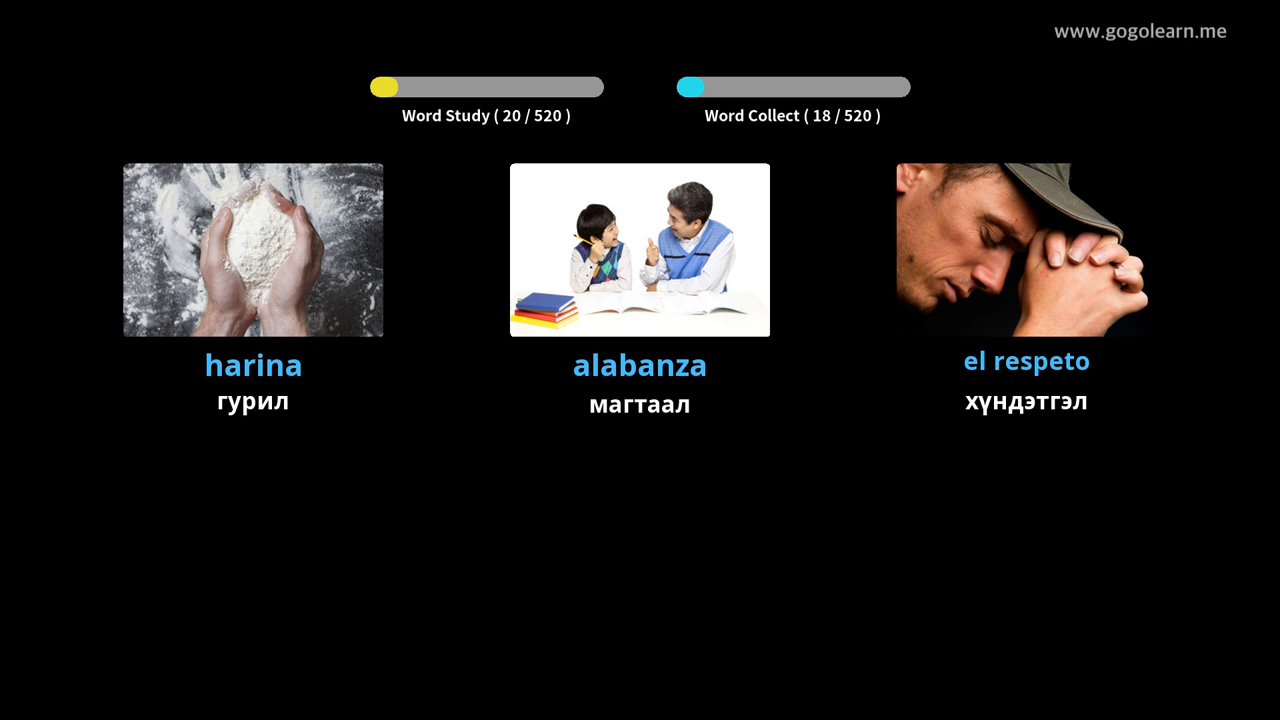 www.gogolearn.me
Word Study ( 20 / 520 )
Word Collect ( 18 / 520 )
harina
гурил
alabanza
магтаал
el respeto
хүндэтгэл